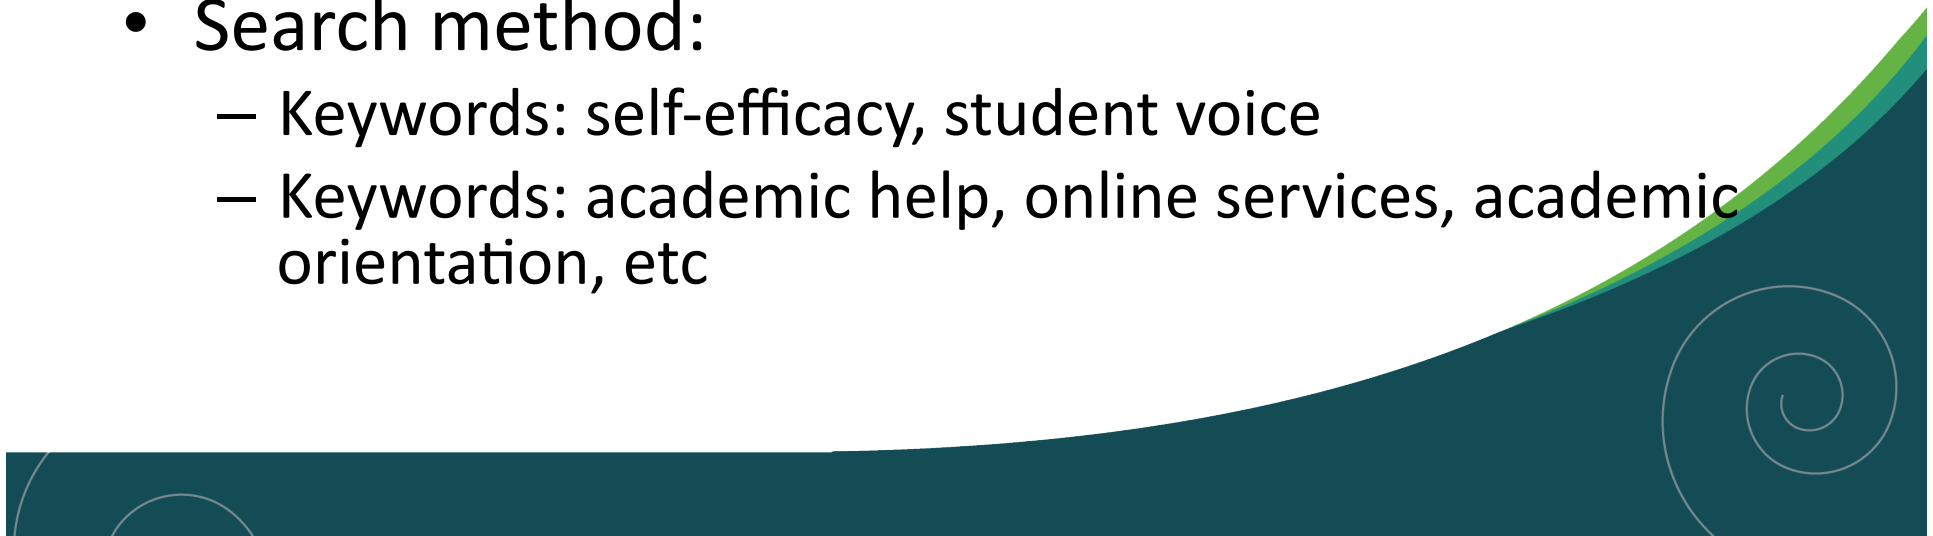 • Search method:
– Keywords: self-efficacy, student voice
– Keywords: academic help, online services, academic
orientation, etc